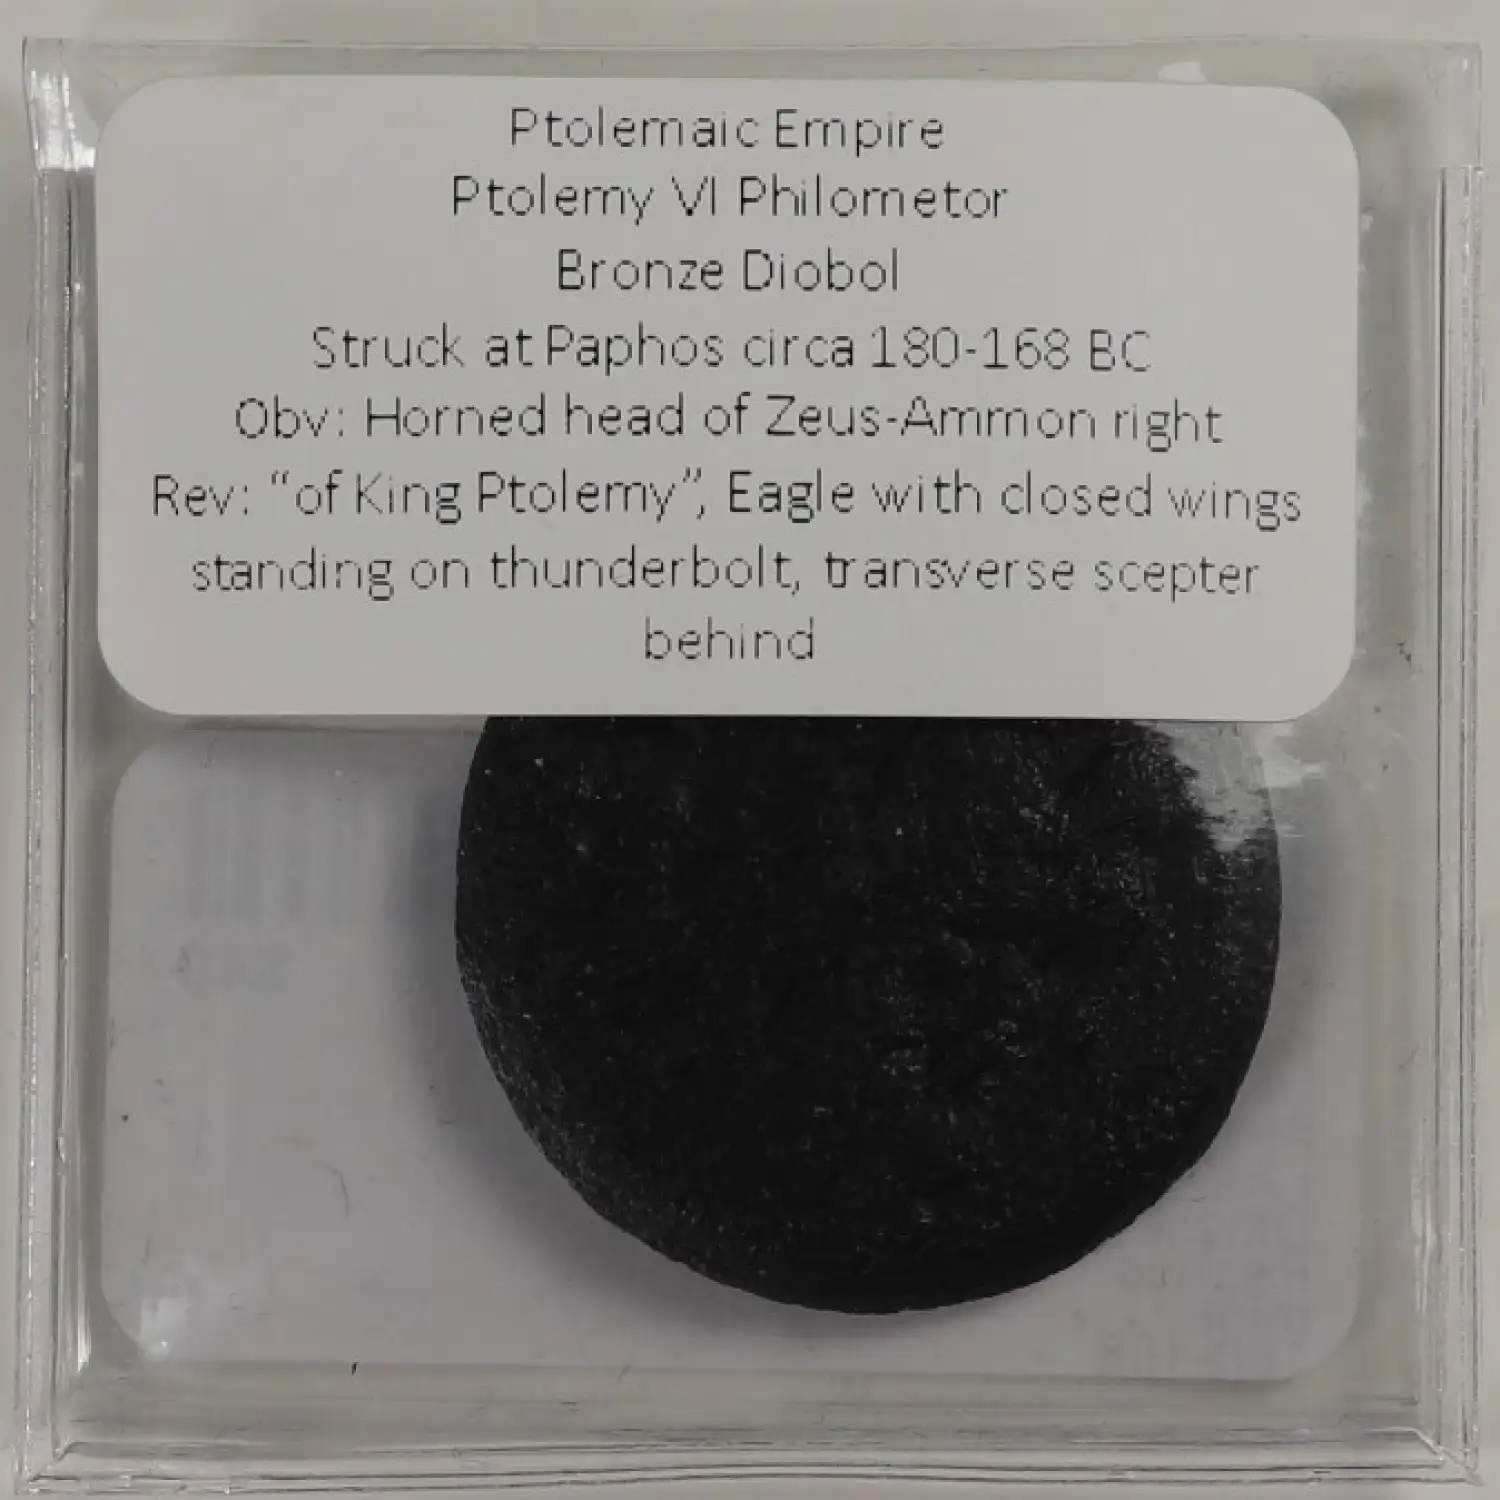 Ptolemaic Empire
Ptolemy VI Philometor
Bronze Diobol
Struck at Paphos circa 180-168 BC
Obv: Horned head of Zeus-Ammon right
Rev: “of King Ptolemy”, Eagle with closed wings
standing on thunderbolt, transverse scepter
behind